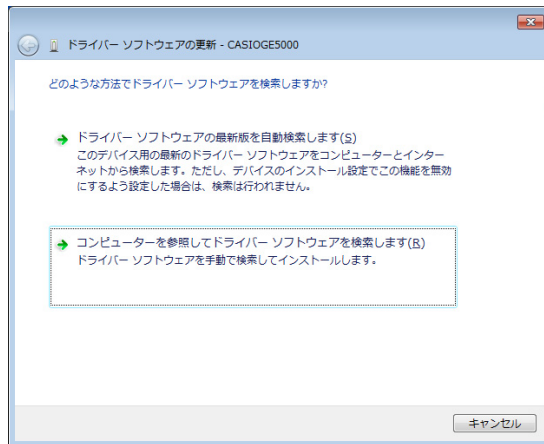 ドライバー ソフトウェアの更新 - CASIOGE5000
どのような方法でドライバー ソフトウェアを検索しますか?
ドライバー ソフトウェアの最新版を自動検索します(S)
このデバイス用の最新のドライバー ソフトウェアをコンピューターとインター
ネットから検索します。ただし、デバイスのインストール設定でこの機能を無効
にするよう設定した場合は、検索は行われません。
コンピューターを参照してドライバー ソフトウェアを検索します(R)
ドライバー ソフトウェアを手動で検索してインストールします。
キャンセル